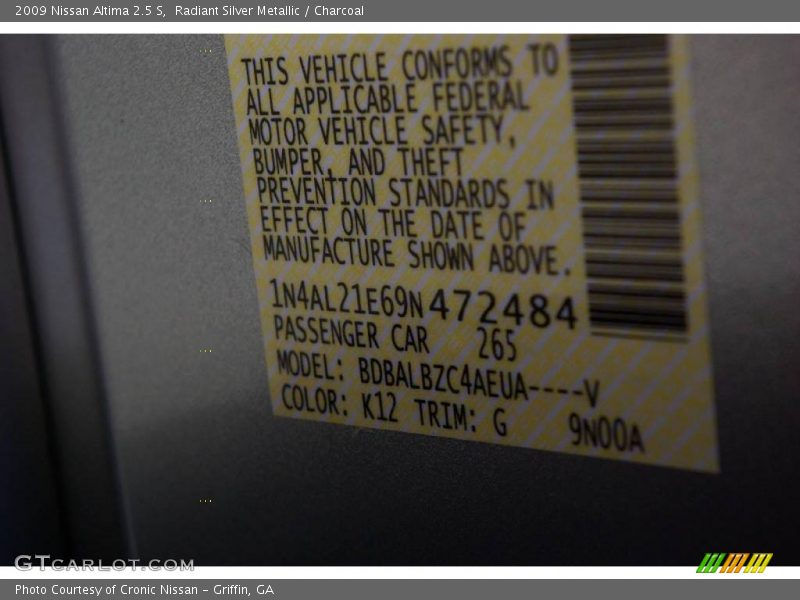 2009 Nissan Altima 2.5 S, Radiant Silver Metallic / Charcoal
THIS VEHICLE CONFORMS TO
ALL APPLICABLE FEDERAL
MOTOR VEHICLE SAFETY,
BUMPER, AND THEFT
PREVENTION STANDARDS IN
EFFECT ON THE DATE OF
MANUFACTURE SHOWN ABOVE.
1N4AL21E69N472484
PASSENGER CAR 265
MODEL: BDBALBZC4AEUA----V
COLOR: K12 TRIM: G 9N00A
GTCARLOT.COM
Photo Courtesy of Cronic Nissan - Griffin, GA